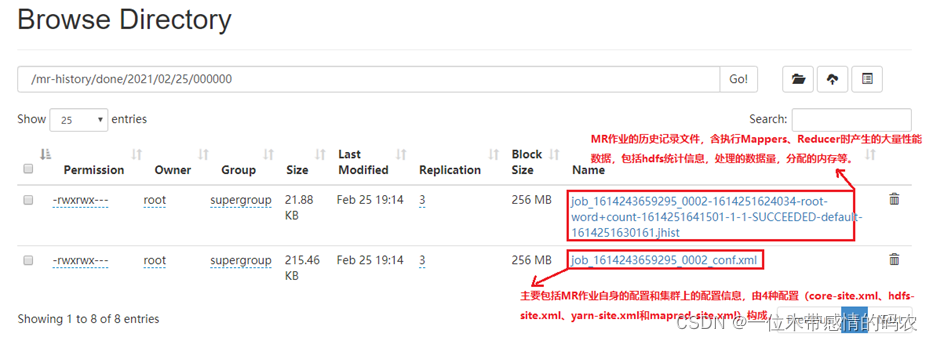 Browse Directory
/mr-history/done/2021/02/25/000000
Go!
Show 25 entries
Search:
MR作业的历史记录文件，含执行Mappers、Reducer时产生的大量性能
数据，包括hdfs统计信息，处理的数据量，分配的内存等。
Permission Owner Group Size Last Modified Replication Block Size Name
-rwxrwx--- root supergroup 21.88 KB Feb 25 19:14 3 256 MB
job_1614243659295_0002-1614251624034-root-
word+count-1614251641501-1-1-SUCCEEDED-default-
1614251630161.jhist
-rwxrwx--- root supergroup 215.46 KB Feb 25 19:14 3 256 MB job_1614243659295_0002_conf.xml
主要包括MR作业自身的配置和集群上的配置信息，由4种配置（core-site.xml、hdfs-
site.xml、yarn-site.xml和mapred-site.xml）构成
Showing 1 to 8 of 8 entries
CSDN @一位木带感情的码农